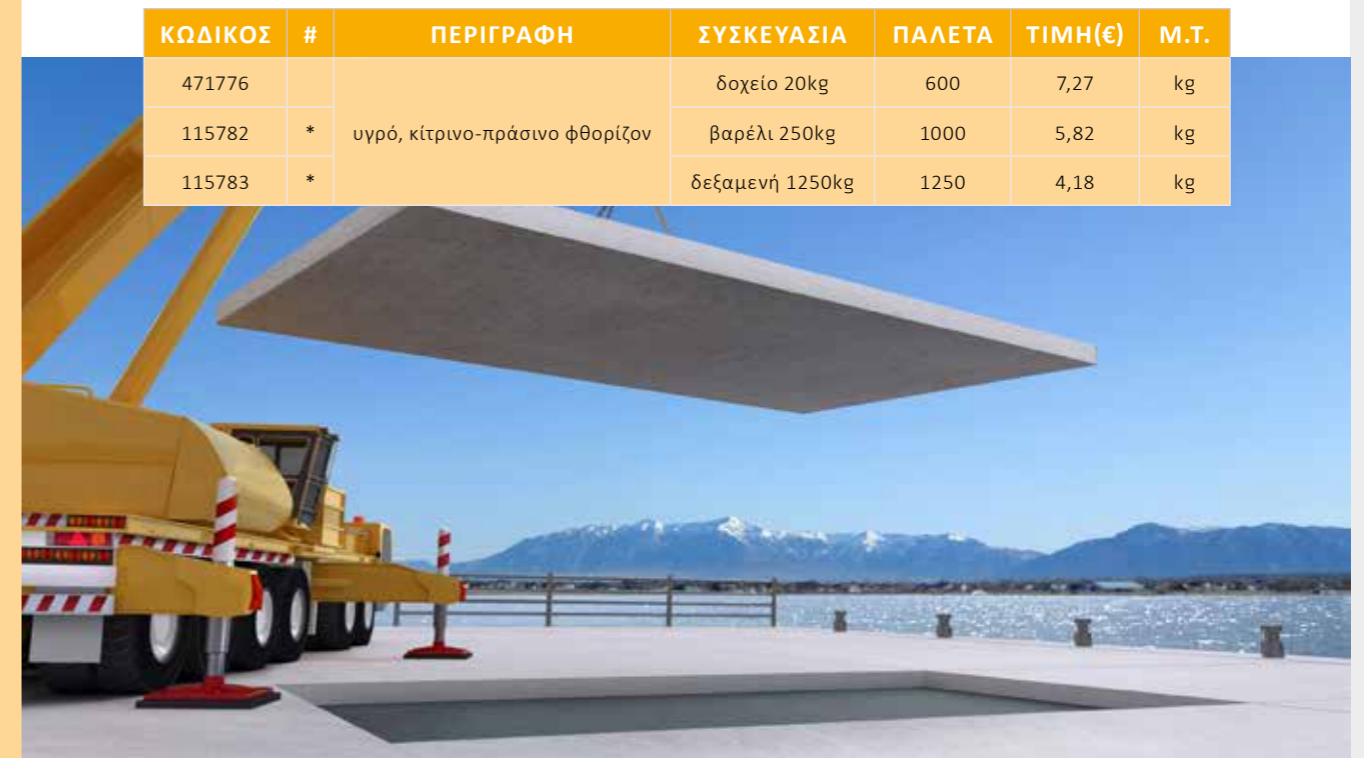 ΚΩΔΙΚΟΣ # ΠΕΡΙΓΡΑΦΗ ΣΥΣΚΕΥΑΣΙΑ ΠΑΛΕΤΑ ΤΙΜΗ(€) Μ.Τ.
471776 δοχείο 20kg 600 7,27 kg
115782 * υγρό, κίτρινο-πράσινο φθορίζον βαρέλι 250kg 1000 5,82 kg
115783 * δεξαμενή 1250kg 1250 4,18 kg